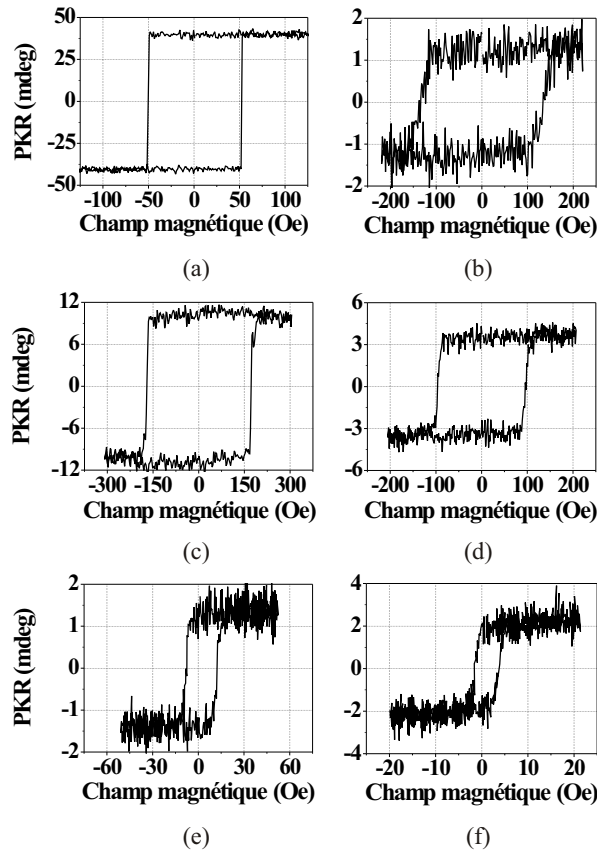 50
25
0
-25
-50
PKR (mdeg)
-100 -50 0 50 100
Champ magnétique (Oe)
(a)
2
1
0
-1
-2
-200 -100 0 100 200
Champ magnétique (Oe)
(b)
12
6
0
-6
-12
PKR (mdeg)
-300 -150 0 150 300
Champ magnétique (Oe)
(c)
6
3
0
-3
-6
-200 -100 0 100 200
Champ magnétique (Oe)
(d)
2
1
0
-1
-2
PKR (mdeg)
-60 -30 0 30 60
Champ magnétique (Oe)
(e)
4
2
0
-2
-4
-20 -10 0 10 20
Champ magnétique (Oe)
(f)